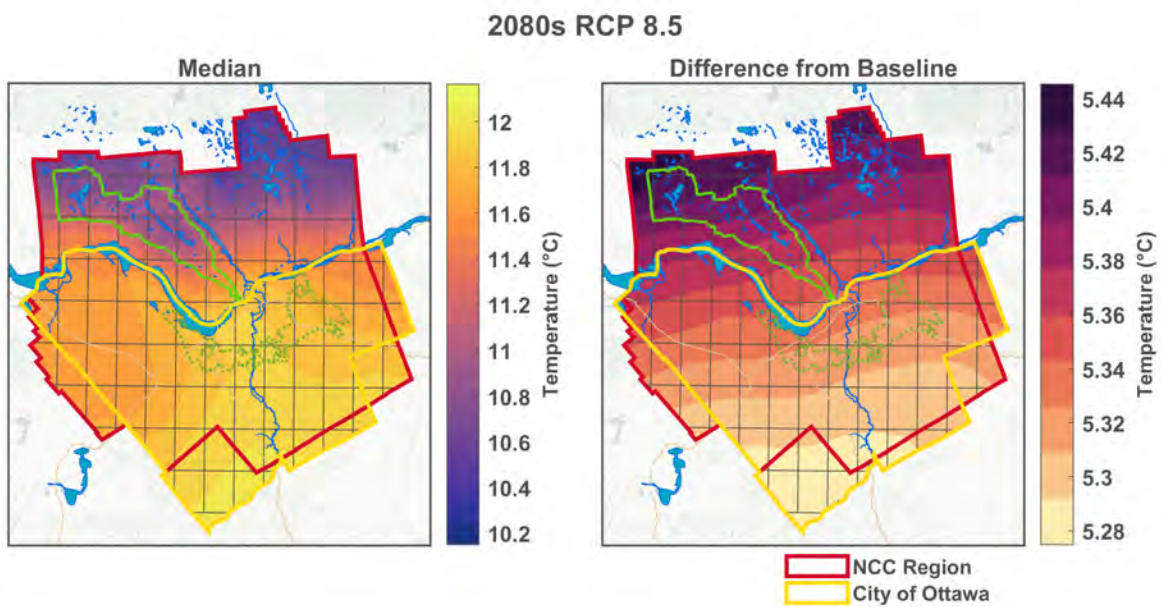 2080s RCP 8.5
Median
12
11.8
11.6
11.4
11.2
11
10.8
10.6
10.4
10.2
Temperature (°C)
Difference from Baseline
5.44
5.42
5.4
5.38
5.36
5.34
5.32
5.3
5.28
Temperature (°C)
NCC Region
City of Ottawa